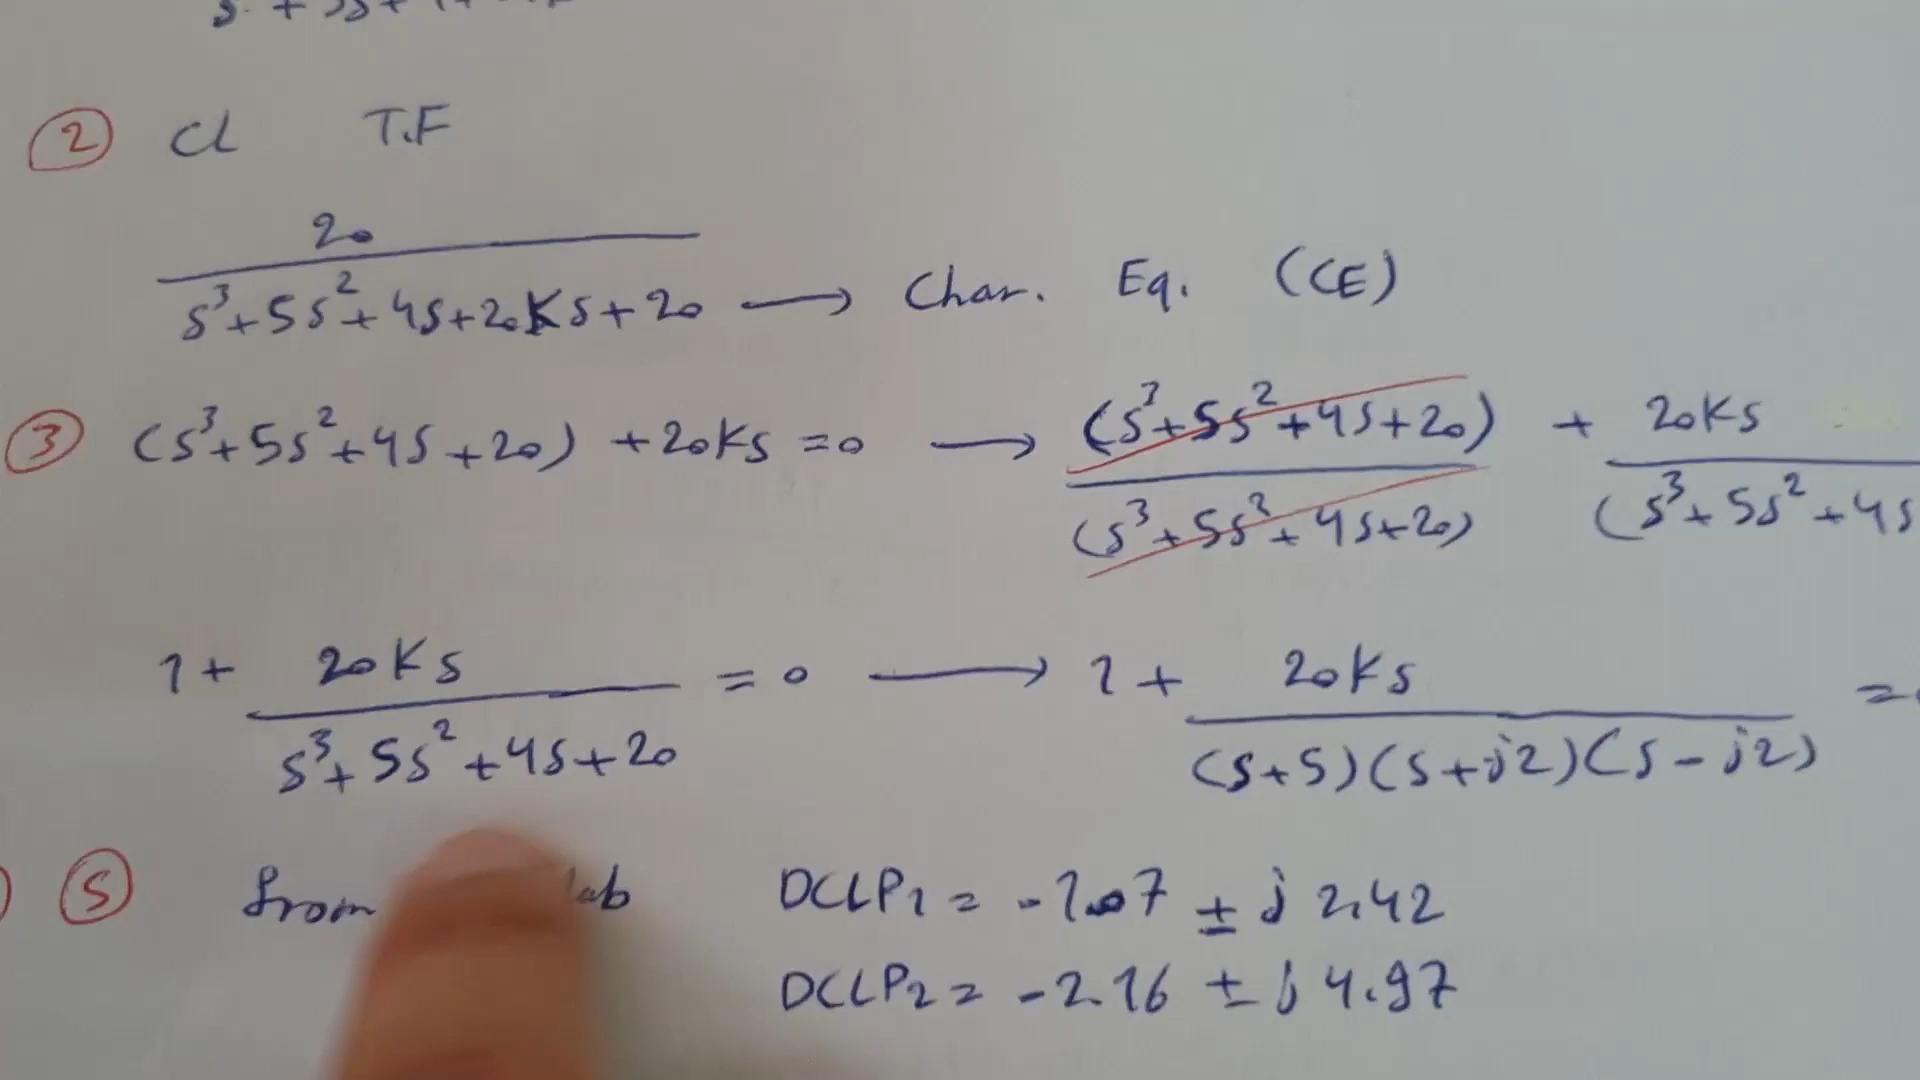 ② CL T.F
20
s³+5s²+4s+20Ks+20 → Char. Eq. (CE)
③ (s³+5s²+4s+20) +20Ks =0 → (s³+5s²+4s+20) + 20Ks
(s³+5s²+4s+20) (s³+5s²+4s
1+ 20Ks = 0 → 1+ 20Ks =
s³+5s²+4s+20 (s+5)(s+j2)(s-j2)
⑤ from lab DCLP1 = -1.07 ± j 2.42
DCLP2 = -2.16 ± j 4.97